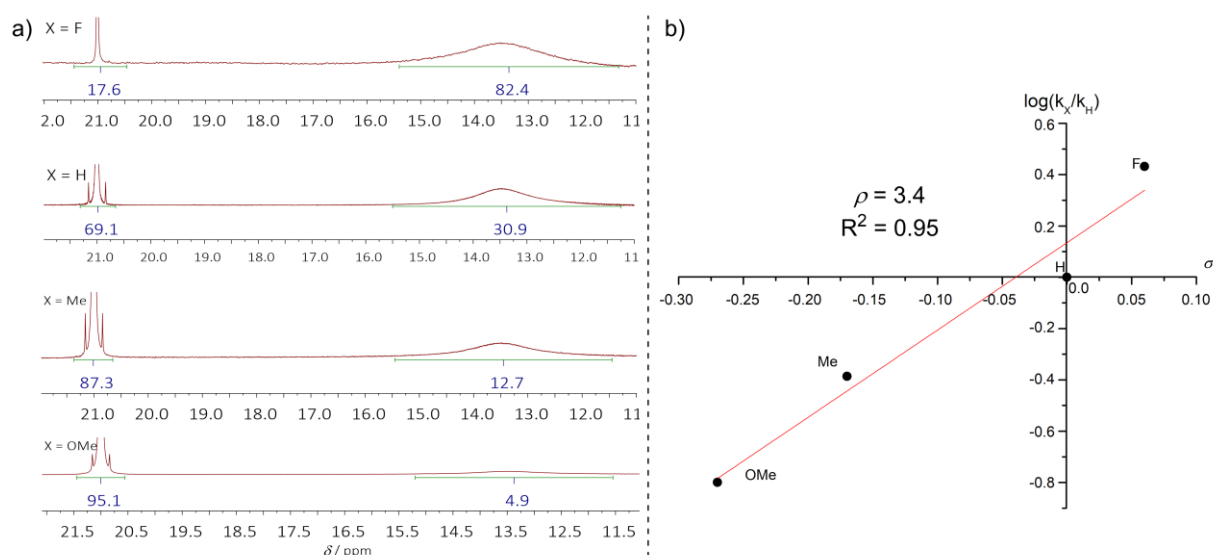 a)
X = F
17.6 82.4
2.0 21.0 20.0 19.0 18.0 17.0 16.0 15.0 14.0 13.0 12.0 11
X = H
69.1 30.9
21.0 20.0 19.0 18.0 17.0 16.0 15.0 14.0 13.0 12.0 11
X = Me
87.3 12.7
21.0 20.0 19.0 18.0 17.0 16.0 15.0 14.0 13.0 12.0 11
X = OMe
95.1 4.9
21.5 20.5 19.5 18.5 17.5 16.5 15.5 14.5 13.5 12.5 11.5
δ / ppm
b)
log(kX/kH)
0.6
F
0.4
ρ = 3.4
R2 = 0.95
0.2
H
σ
-0.30 -0.25 -0.20 -0.15 -0.10 -0.05 0.0 0.05 0.10
-0.2
Me
-0.4
-0.6
OMe
-0.8